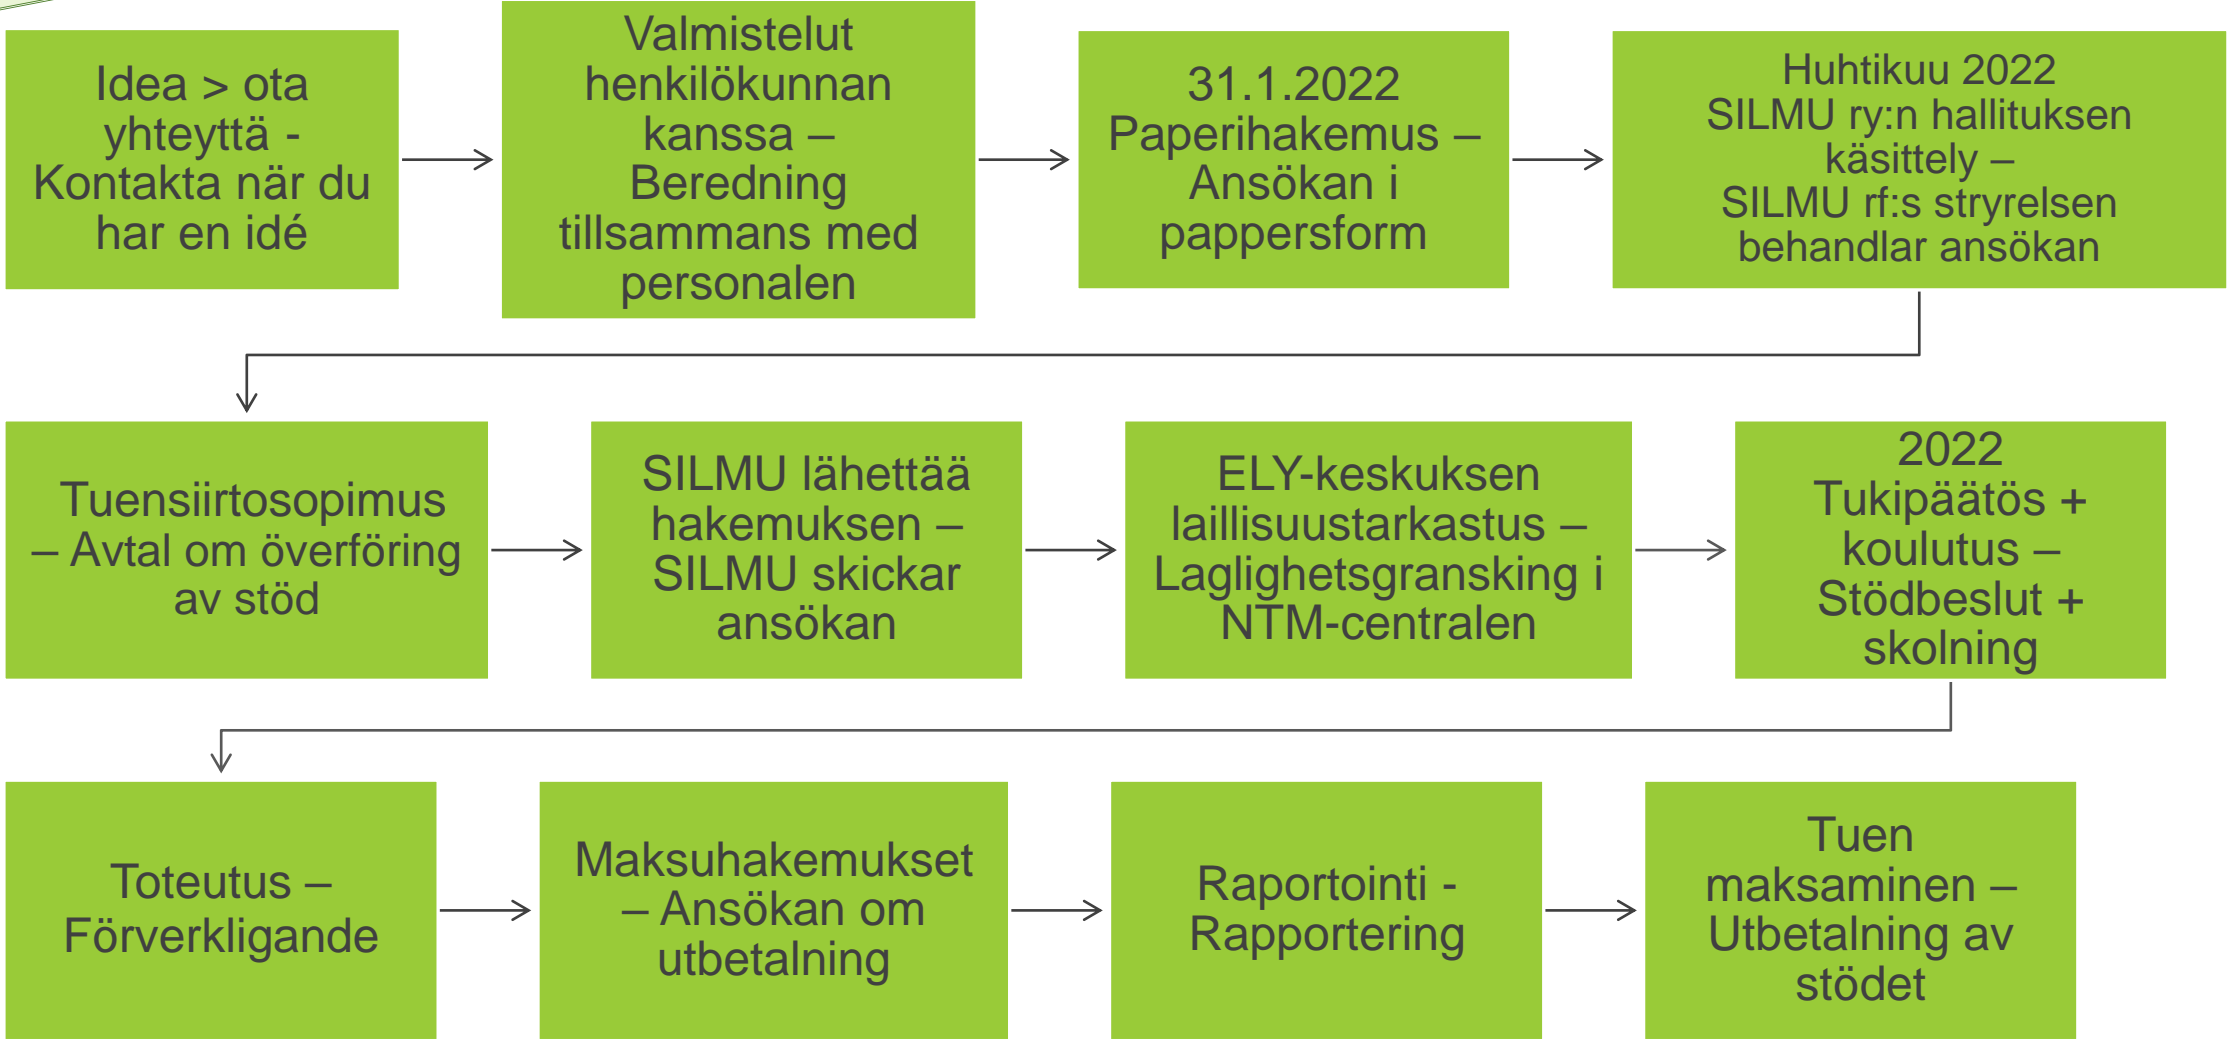 Idea > ota
yhteyttä -
Kontakta när du
har en idé
Valmistelut
henkilökunnan
kanssa –
Beredning
tillsammans med
personalen
31.1.2022
Paperihakemus –
Ansökan i
pappersform
Huhtikuu 2022
SILMU ry:n hallituksen
käsittely –
SILMU rf:s stryrelsen
behandlar ansökan
Tuensiirtosopimus
– Avtal om överföring
av stöd
SILMU lähettää
hakemuksen –
SILMU skickar
ansökan
ELY-keskuksen
laillisuustarkastus –
Laglighetsgransking i
NTM-centralen
2022
Tukipäätös +
koulutus –
Stödbeslut +
skolning
Toteutus –
Förverkligande
Maksuhakemukset
– Ansökan om
utbetalning
Raportointi -
Rapportering
Tuen
maksaminen –
Utbetalning av
stödet